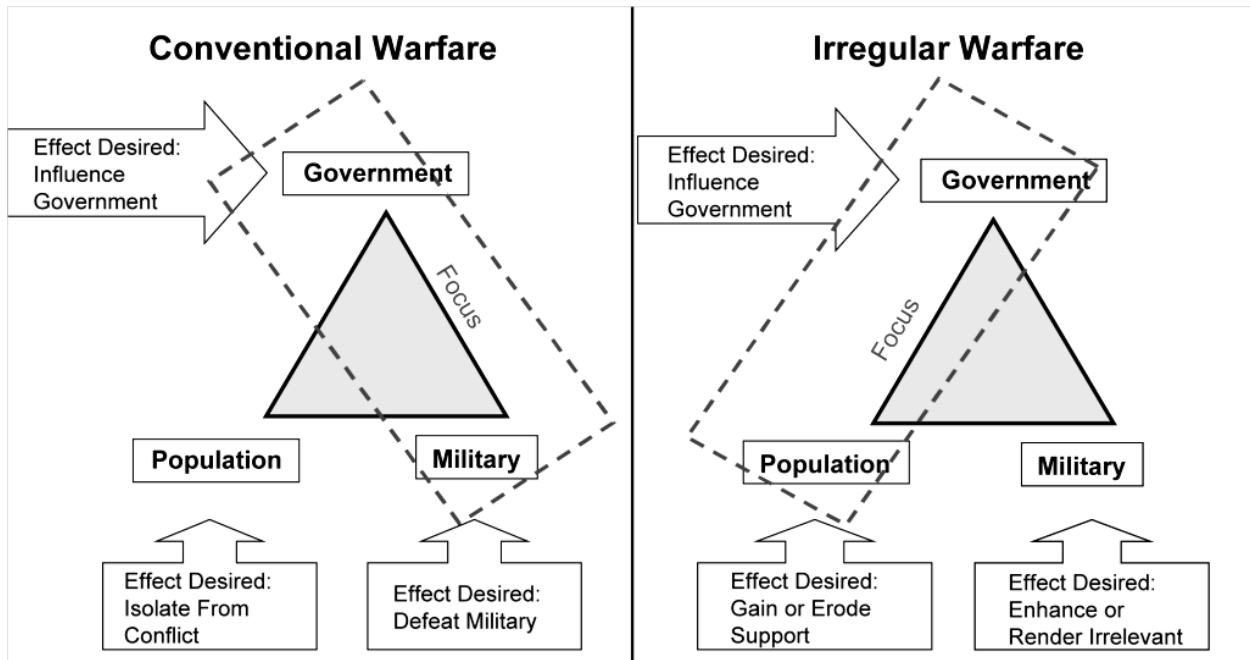 Conventional Warfare
Effect Desired:
Influence
Government
Government
Focus
Population
Military
Effect Desired:
Isolate From
Conflict
Effect Desired:
Defeat Military
Irregular Warfare
Effect Desired:
Influence
Government
Government
Focus
Population
Military
Effect Desired:
Gain or Erode
Support
Effect Desired:
Enhance or
Render Irrelevant